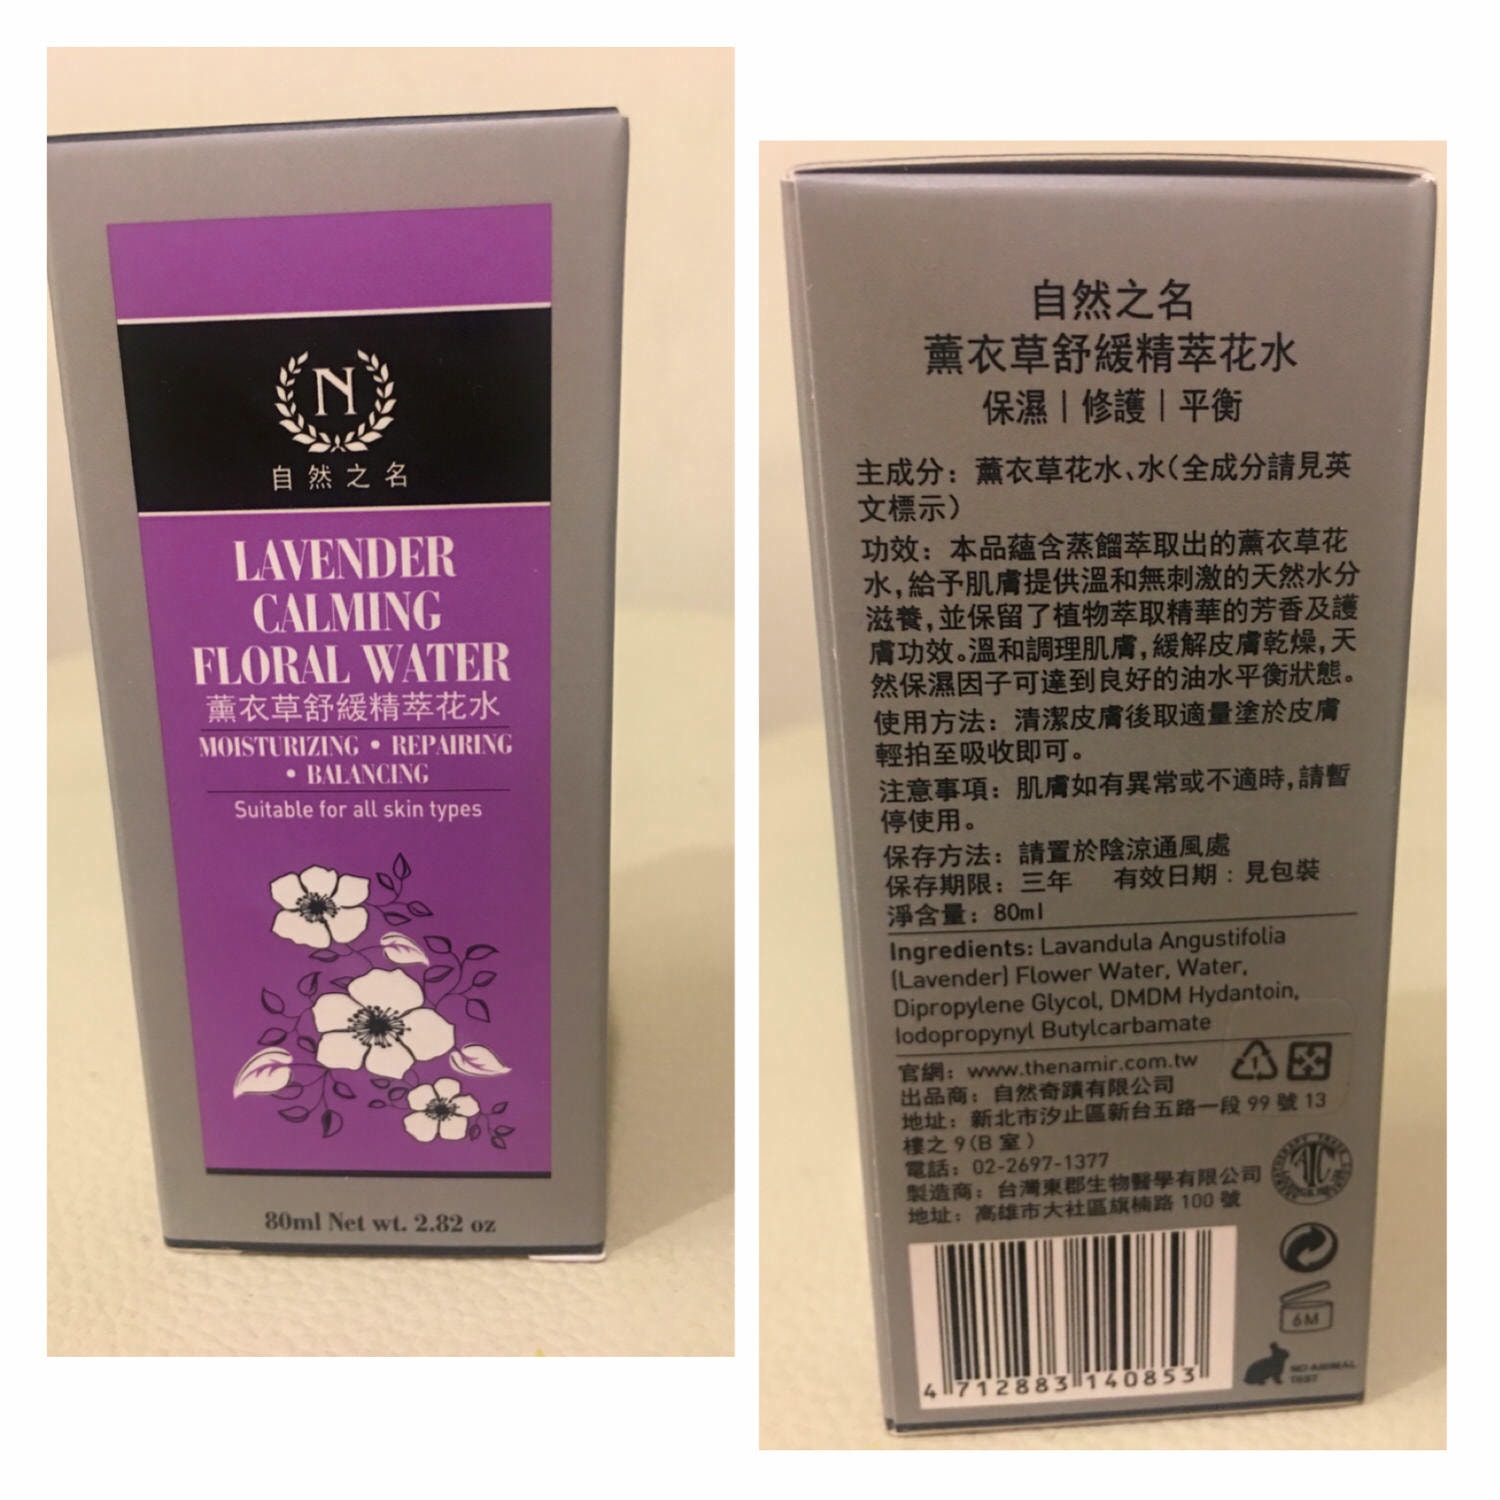 N
自然之名
LAVENDER
CALMING
FLORAL WATER
薰衣草舒緩精萃花水
MOISTURIZING • REPAIRING
• BALANCING
Suitable for all skin types
80ml Net wt. 2.82 oz
自然之名
薰衣草舒緩精萃花水
保濕|修護|平衡
主成分：薰衣草花水、水(全成分請見英
文標示)
功效：本品蘊含蒸餾萃取出的薰衣草花
水，給予肌膚提供溫和無刺激的天然水分
滋養，並保留了植物萃取精華的芳香及護
膚功效。溫和調理肌膚，緩解皮膚乾燥，天
然保濕因子可達到良好的油水平衡狀態。
使用方法：清潔皮膚後取適量塗於皮膚
輕拍至吸收即可。
注意事項：肌膚如有異常或不適時，請暫
停使用。
保存方法：請置於陰涼通風處
保存期限：三年 有效日期：見包裝
淨含量：80ml
Ingredients: Lavandula Angustifolia
(Lavender) Flower Water, Water,
Dipropylene Glycol, DMDM Hydantoin,
Iodopropynyl Butylcarbamate
官網：www.thenamir.com.tw
出品商：自然奇蹟有限公司
地址：新北市汐止區新台五路一段 99 號 13
樓之 9(B 室)
電話：02-2697-1377
製造商：台灣東郡生物醫學有限公司
地址：高雄市大社區旗楠路 100 號
1
ATC
6M
NO ANIMAL
TEST
4 712883 140853